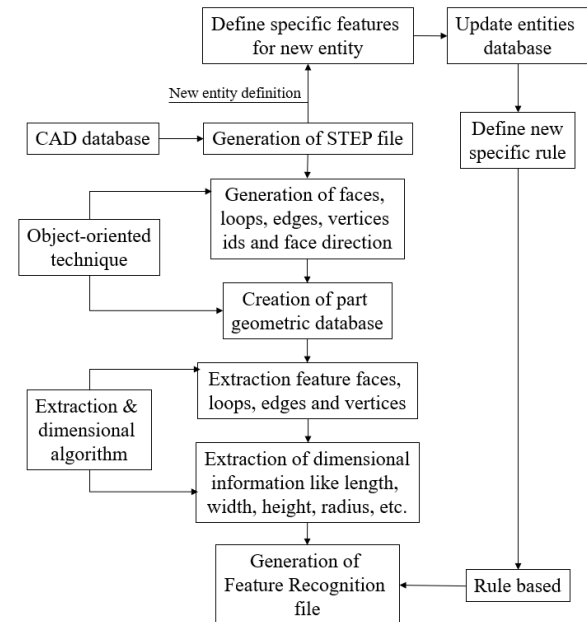 Define specific features
for new entity
Update entities
database
New entity definition
CAD database
Generation of STEP file
Define new
specific rule
Generation of faces,
loops, edges, vertices
ids and face direction
Object-oriented
technique
Creation of part
geometric database
Extraction feature faces,
loops, edges and vertices
Extraction &
dimensional
algorithm
Extraction of dimensional
information like length,
width, height, radius, etc.
Generation of
Feature Recognition
file
Rule based